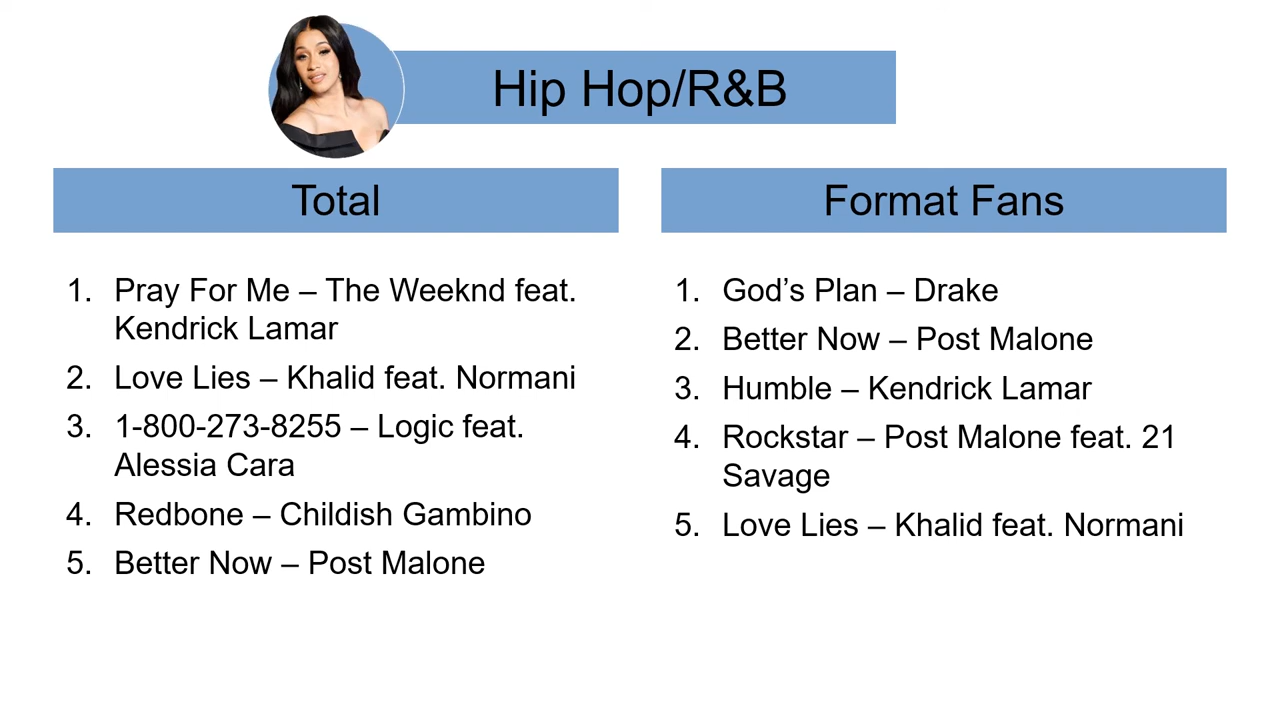 Hip Hop/R&B
Total
1. Pray For Me – The Weeknd feat.
Kendrick Lamar
2. Love Lies – Khalid feat. Normani
3. 1-800-273-8255 – Logic feat.
Alessia Cara
4. Redbone – Childish Gambino
5. Better Now – Post Malone
Format Fans
1. God’s Plan – Drake
2. Better Now – Post Malone
3. Humble – Kendrick Lamar
4. Rockstar – Post Malone feat. 21
Savage
5. Love Lies – Khalid feat. Normani